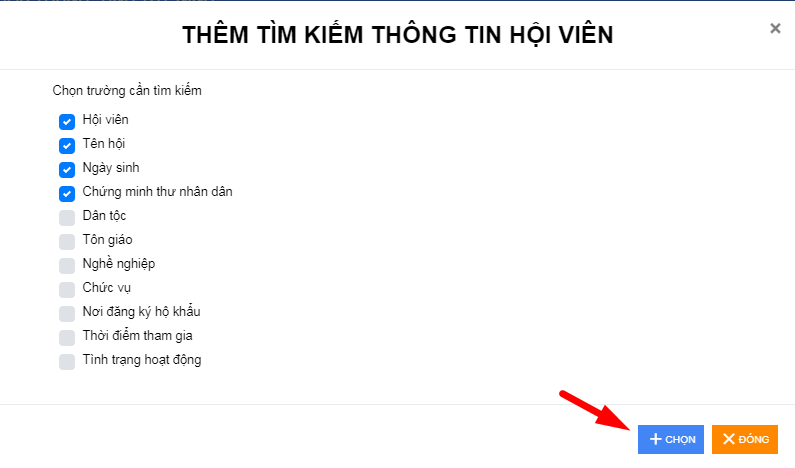 THÊM TÌM KIẾM THÔNG TIN HỘI VIÊN
Chọn trường cần tìm kiếm
Hội viên
Tên hội
Ngày sinh
Chứng minh thư nhân dân
Dân tộc
Tôn giáo
Nghề nghiệp
Chức vụ
Nơi đăng ký hộ khẩu
Thời điểm tham gia
Tình trạng hoạt động
CHỌN
ĐÓNG